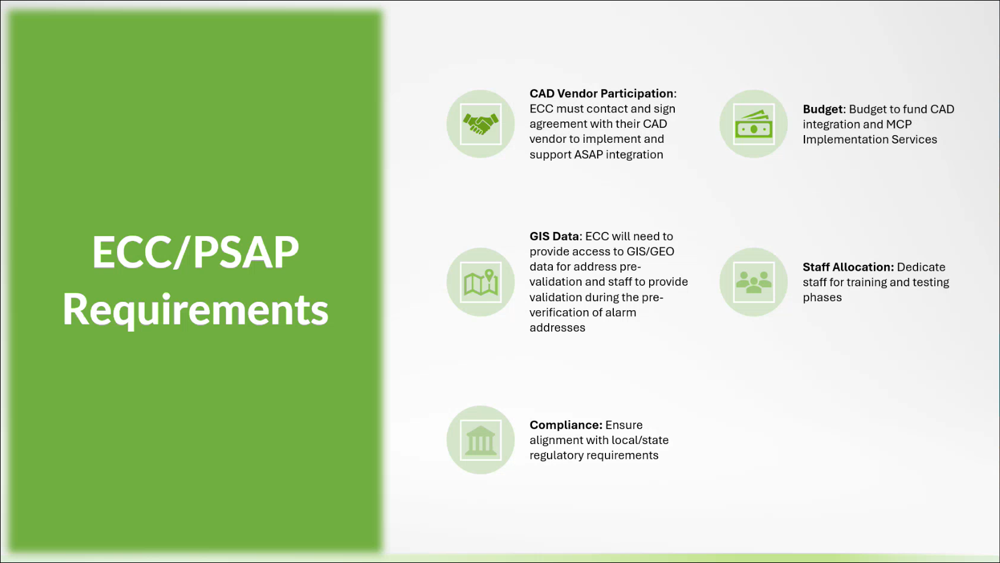 ECC/PSAP
Requirements
CAD Vendor Participation:
ECC must contact and sign
agreement with their CAD
vendor to implement and
support ASAP integration
Budget: Budget to fund CAD
integration and MCP
Implementation Services
GIS Data: ECC will need to
provide access to GIS/GEO
data for address pre-
validation and staff to provide
validation during the pre-
verification of alarm
addresses
Staff Allocation: Dedicate
staff for training and testing
phases
Compliance: Ensure
alignment with local/state
regulatory requirements